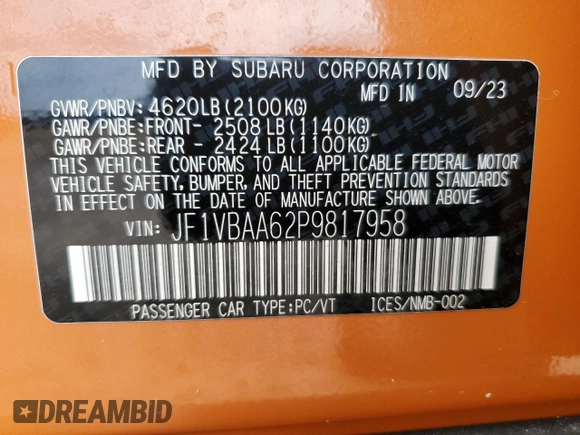 MFD BY SUBARU CORPORATION
MFD IN 09/23
GVWR/PNBV: 4620LB(2100KG)
GAWR/PNBE:FRONT- 2508LB(1140KG)
GAWR/PNBE:REAR - 2424LB(1100KG)
THIS VEHICLE CONFORMS TO ALL APPLICABLE FEDERAL MOTOR
VEHICLE SAFETY, BUMPER, AND THEFT PREVENTION STANDARDS
IN EFFECT ON THE DATE OF MANUFACTURE SHOWN ABOVE.
VIN: JF1VBAA62P9817958
PASSENGER CAR TYPE:PC/VT ICES/NMB-002
DREAMBID